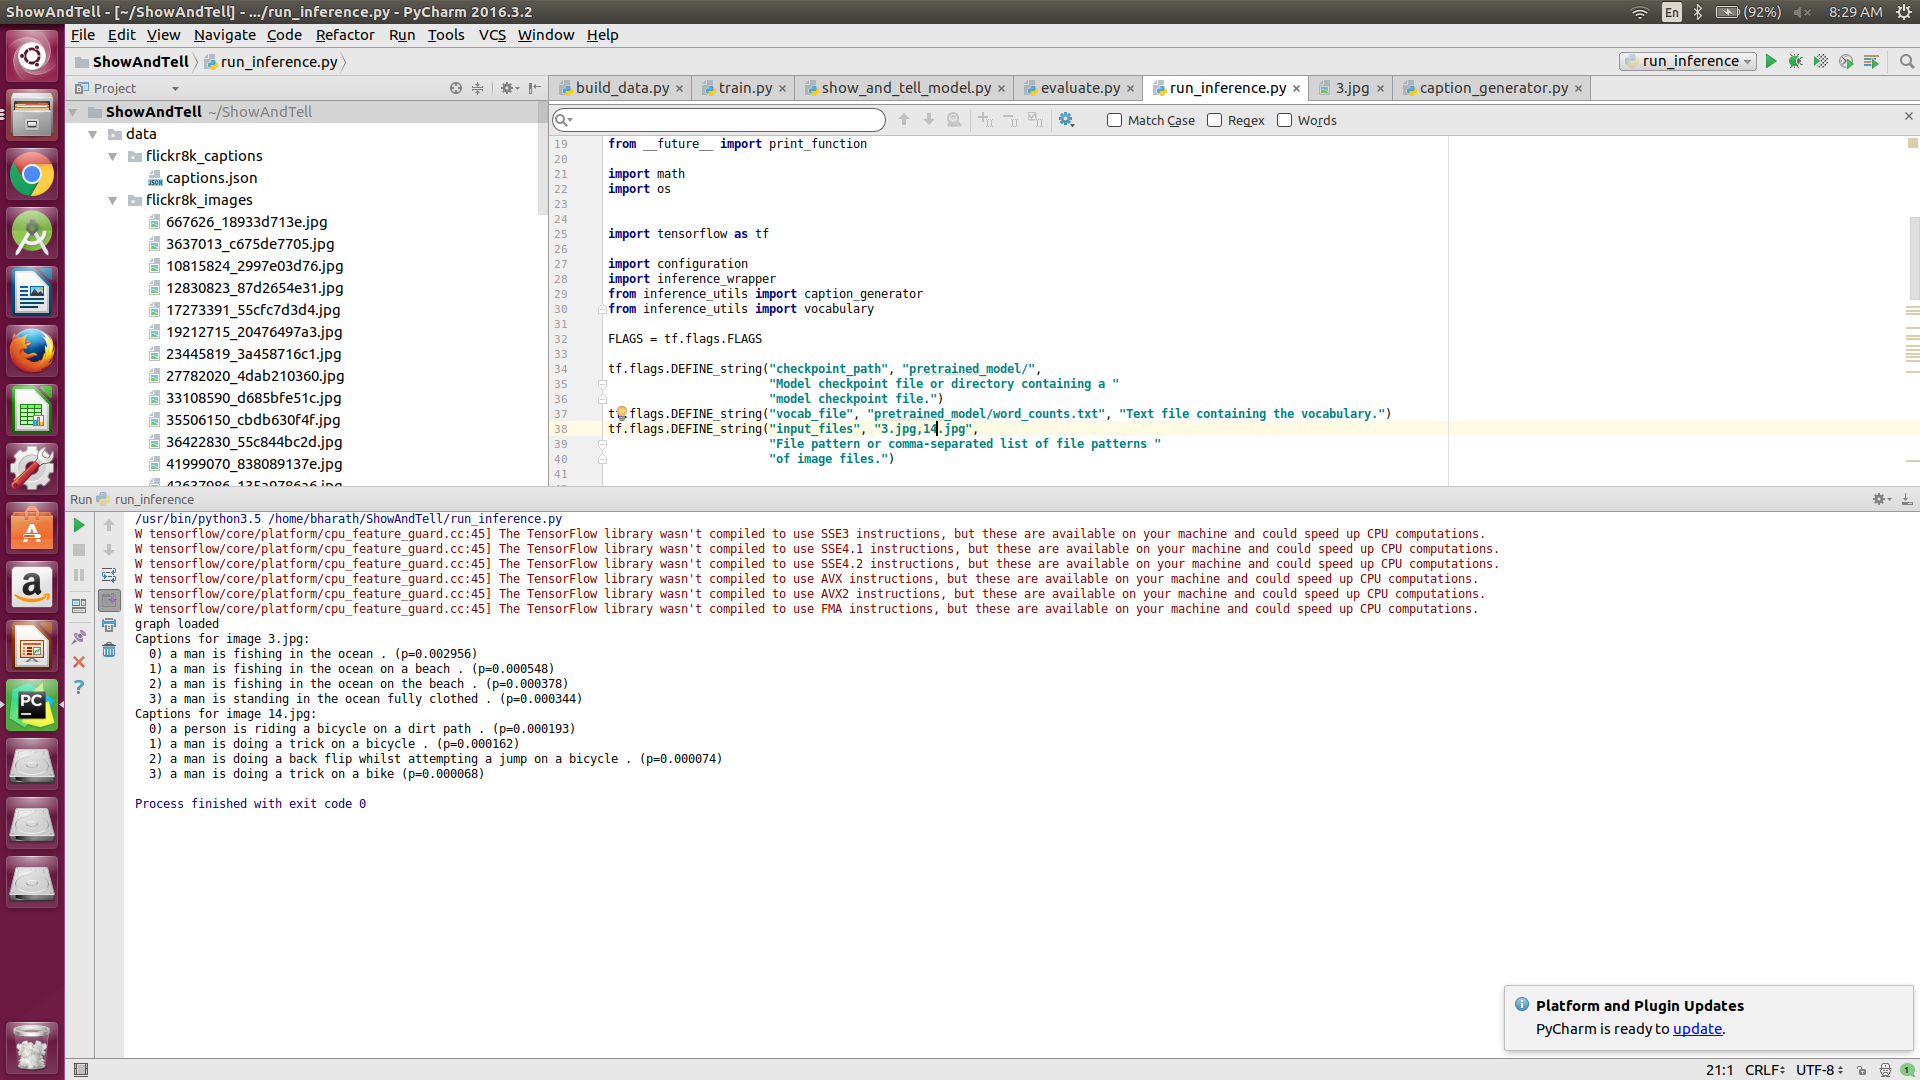 ShowAndTell - [~/ShowAndTell] - .../run_inference.py - PyCharm 2016.3.2
En (92%) 8:29 AM
File Edit View Navigate Code Refactor Run Tools VCS Window Help
ShowAndTell run_inference.py run_inference
Project
build_data.py train.py show_and_tell_model.py evaluate.py run_inference.py 3.jpg caption_generator.py
Match Case Regex Words
ShowAndTell ~/ShowAndTell
data
flickr8k_captions
captions.json
flickr8k_images
667626_18933d713e.jpg
3637013_c675de7705.jpg
10815824_2997e03d76.jpg
12830823_87d2654e31.jpg
17273391_55cfc7d3d4.jpg
19212715_20476497a3.jpg
23445819_3a458716c1.jpg
27782020_4dab210360.jpg
33108590_d685bfe51c.jpg
35506150_cbdb630f4f.jpg
36422830_55c844bc2d.jpg
41999070_838089137e.jpg
42637986_135a9786a6.jpg
19 from __future__ import print_function
20
21 import math
22 import os
23
24
25 import tensorflow as tf
26
27 import configuration
28 import inference_wrapper
29 from inference_utils import caption_generator
30 from inference_utils import vocabulary
31
32 FLAGS = tf.flags.FLAGS
33
34 tf.flags.DEFINE_string("checkpoint_path", "pretrained_model/",
35 "Model checkpoint file or directory containing a "
36 "model checkpoint file.")
37 tf.flags.DEFINE_string("vocab_file", "pretrained_model/word_counts.txt", "Text file containing the vocabulary.")
38 tf.flags.DEFINE_string("input_files", "3.jpg,14.jpg",
39 "File pattern or comma-separated list of file patterns "
40 "of image files.")
41
Run run_inference
/usr/bin/python3.5 /home/bharath/ShowAndTell/run_inference.py
W tensorflow/core/platform/cpu_feature_guard.cc:45] The TensorFlow library wasn't compiled to use SSE3 instructions, but these are available on your machine and could speed up CPU computations.
W tensorflow/core/platform/cpu_feature_guard.cc:45] The TensorFlow library wasn't compiled to use SSE4.1 instructions, but these are available on your machine and could speed up CPU computations.
W tensorflow/core/platform/cpu_feature_guard.cc:45] The TensorFlow library wasn't compiled to use SSE4.2 instructions, but these are available on your machine and could speed up CPU computations.
W tensorflow/core/platform/cpu_feature_guard.cc:45] The TensorFlow library wasn't compiled to use AVX instructions, but these are available on your machine and could speed up CPU computations.
W tensorflow/core/platform/cpu_feature_guard.cc:45] The TensorFlow library wasn't compiled to use AVX2 instructions, but these are available on your machine and could speed up CPU computations.
W tensorflow/core/platform/cpu_feature_guard.cc:45] The TensorFlow library wasn't compiled to use FMA instructions, but these are available on your machine and could speed up CPU computations.
graph loaded
Captions for image 3.jpg:
0) a man is fishing in the ocean . (p=0.002956)
1) a man is fishing in the ocean on a beach . (p=0.000548)
2) a man is fishing in the ocean on the beach . (p=0.000378)
3) a man is standing in the ocean fully clothed . (p=0.000344)
Captions for image 14.jpg:
0) a person is riding a bicycle on a dirt path . (p=0.000193)
1) a man is doing a trick on a bicycle . (p=0.000162)
2) a man is doing a back flip whilst attempting a jump on a bicycle . (p=0.000074)
3) a man is doing a trick on a bike (p=0.000068)
Process finished with exit code 0
Platform and Plugin Updates
PyCharm is ready to update.
21:1 CRLF UTF-8 1